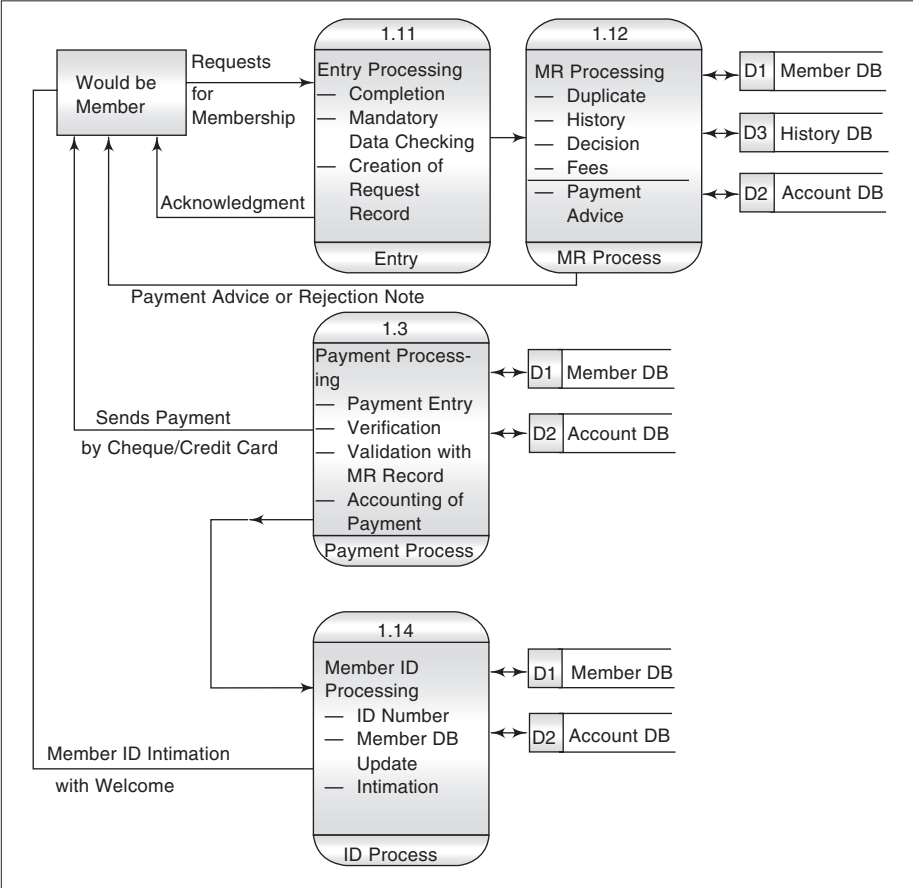 Would be
Member
Requests
for
Membership
Acknowledgment
1.11
Entry Processing
— Completion
— Mandatory
Data Checking
— Creation of
Request
Record
Entry
1.12
MR Processing
— Duplicate
— History
— Decision
— Fees
— Payment
Advice
MR Process
D1 Member DB
D3 History DB
D2 Account DB
Payment Advice or Rejection Note
1.3
Payment Process-
ing
— Payment Entry
— Verification
— Validation with
MR Record
— Accounting of
Payment
Payment Process
D1 Member DB
D2 Account DB
Sends Payment
by Cheque/Credit Card
1.14
Member ID
Processing
— ID Number
— Member DB
Update
— Intimation
ID Process
D1 Member DB
D2 Account DB
Member ID Intimation
with Welcome